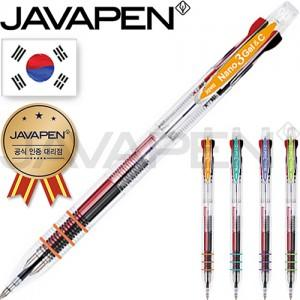 JAVAPEN
Nano 3 Gel & C
JAVAPEN
공식 인증 대리점
JAVAPEN